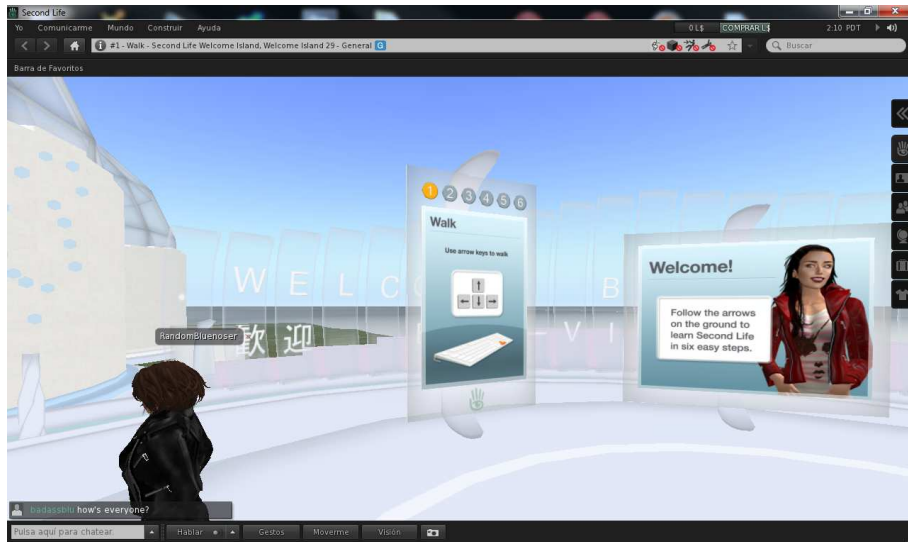 Second Life
Yo Comunicarme Mundo Construir Ayuda
0 L$ COMPRAR L$ 2:10 PDT
#1 - Walk - Second Life Welcome Island, Welcome Island 29 - General G
Buscar
Barra de Favoritos
1 2 3 4 5 6
Walk
Use arrow keys to walk
Welcome!
Follow the arrows
on the ground to
learn Second Life
in six easy steps.
W E L C O B
RandomBluenoser
歡 迎 - V I
badassblu how's everyone?
Pulsa aquí para chatear. Hablar Gestos Moverme Visión